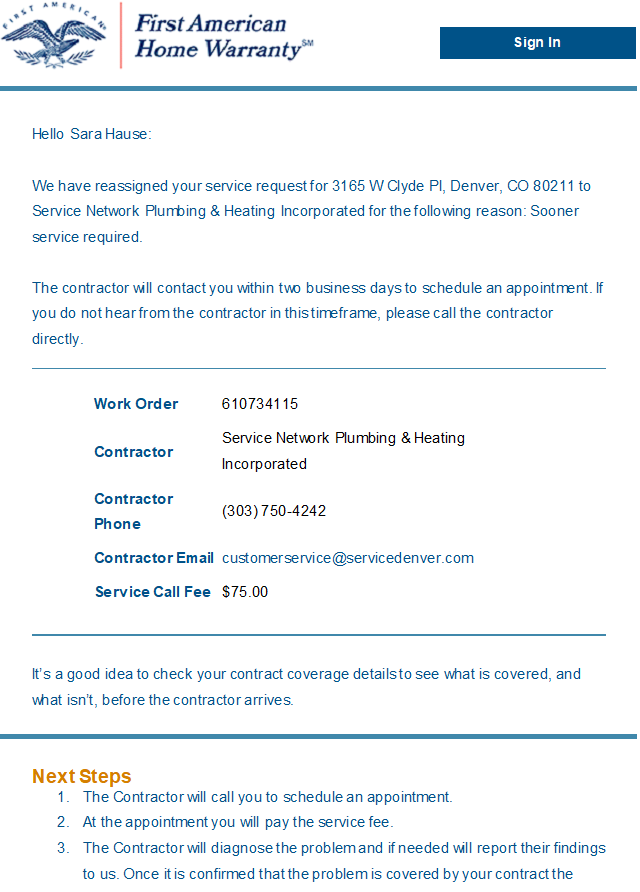 FIRST AMERICAN
First American
Home Warranty℠
Sign In
Hello Sara Hause:
We have reassigned your service request for 3165 W Clyde Pl, Denver, CO 80211 to
Service Network Plumbing & Heating Incorporated for the following reason: Sooner
service required.
The contractor will contact you within two business days to schedule an appointment. If
you do not hear from the contractor in this timeframe, please call the contractor
directly.
Work Order 610734115
Contractor Service Network Plumbing & Heating
Incorporated
Contractor
Phone (303) 750-4242
Contractor Email customerservice@servicedenver.com
Service Call Fee $75.00
It’s a good idea to check your contract coverage details to see what is covered, and
what isn’t, before the contractor arrives.
Next Steps
1. The Contractor will call you to schedule an appointment.
2. At the appointment you will pay the service fee.
3. The Contractor will diagnose the problem and if needed will report their findings
to us. Once it is confirmed that the problem is covered by your contract the